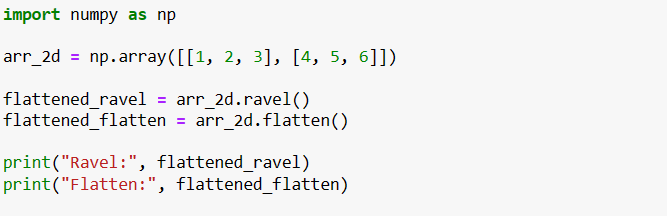 import numpy as np
arr_2d = np.array([[1, 2, 3], [4, 5, 6]])
flattened_ravel = arr_2d.ravel()
flattened_flatten = arr_2d.flatten()
print("Ravel:", flattened_ravel)
print("Flatten:", flattened_flatten)